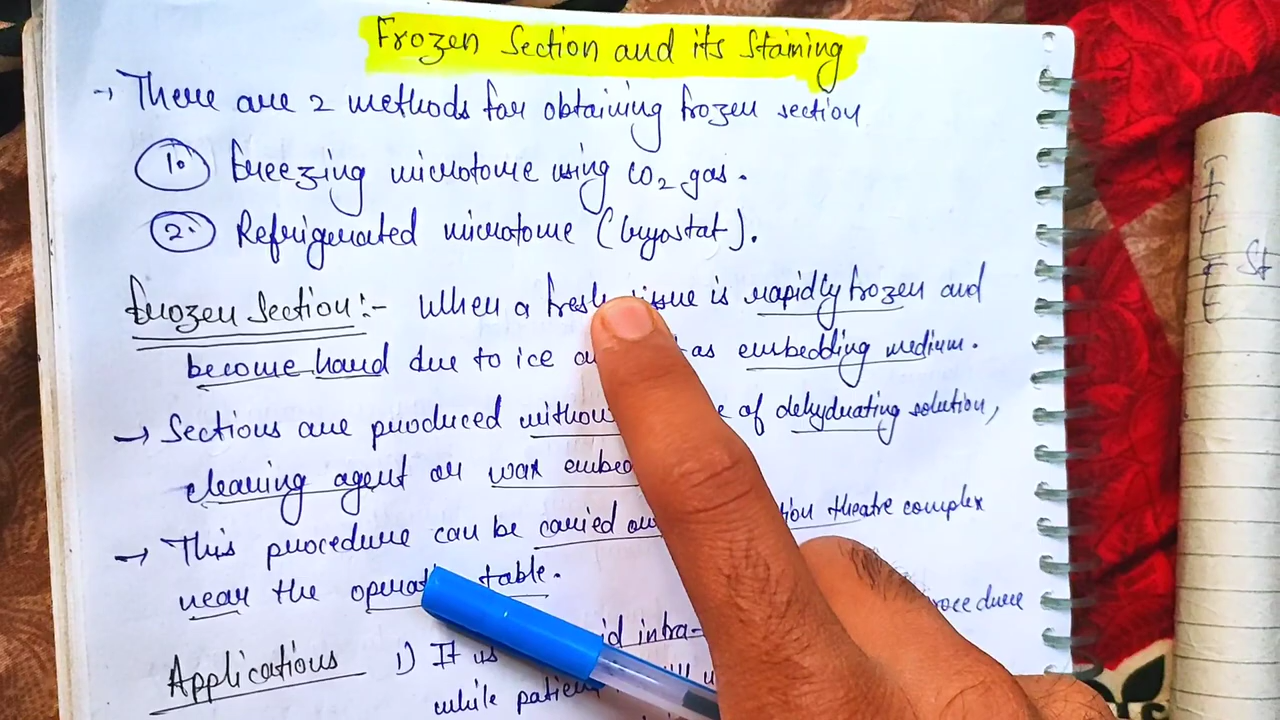 Frozen Section and its Staining
→ There are 2 methods for obtaining frozen section
1. Freezing microtome using CO2 gas.
2. Refrigerated microtome (Cryostat).
Frozen Section:- When a fresh tissue is rapidly frozen and
become hard due to ice as embedding medium.
→ Sections are produced of dehydrating solution,
clearing agent or wax
→ This procedure can be carried theatre complex
near the table.
procedure
Applications 1) It is intra-
while